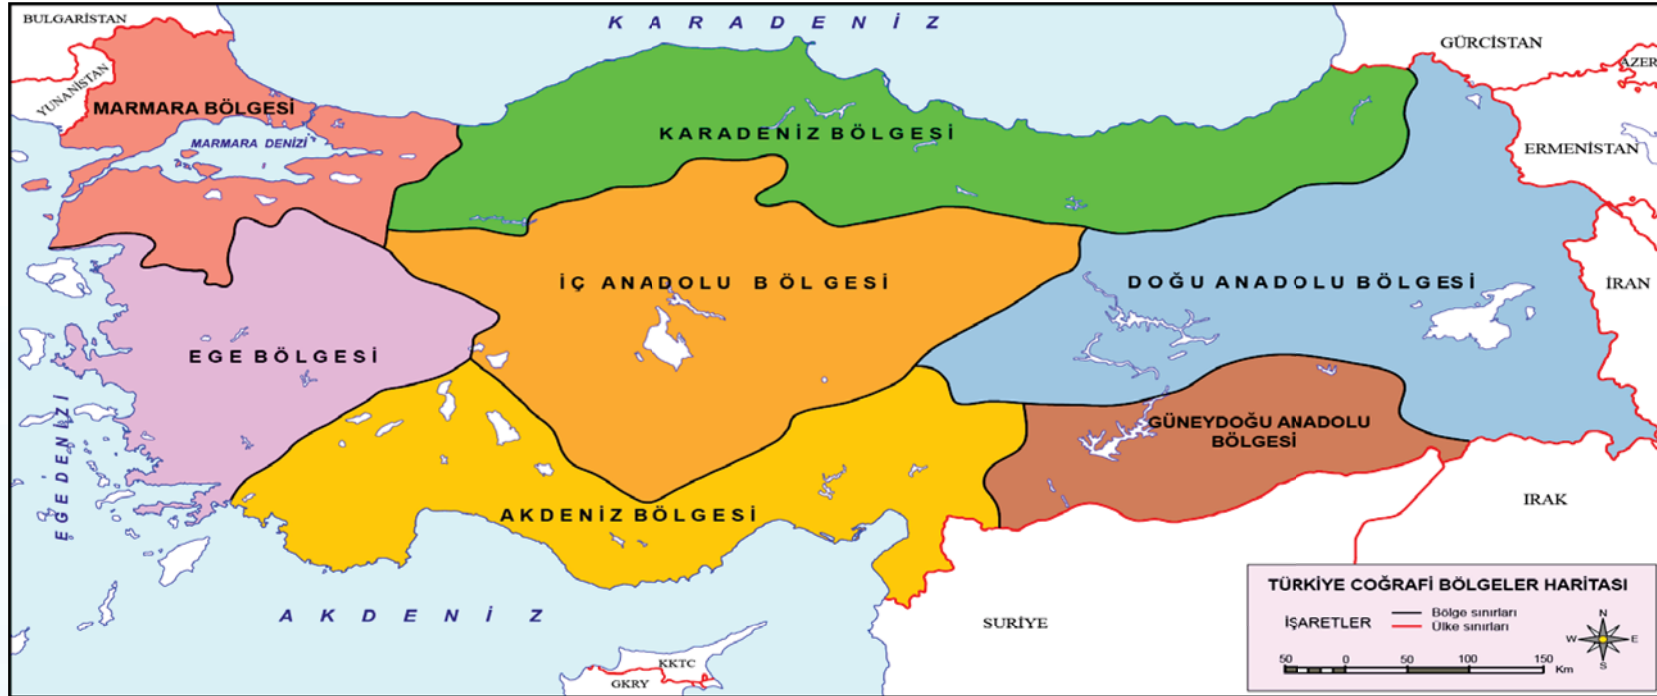 BULGARİSTAN
KARADENİZ
GÜRCİSTAN
AZER
YUNANİSTAN
MARMARA BÖLGESİ
MARMARA DENİZİ
KARADENİZ BÖLGESİ
ERMENİSTAN
İÇ ANADOLU BÖLGESİ
DOĞU ANADOLU BÖLGESİ
İRAN
EGE BÖLGESİ
EGE DENİZİ
GÜNEYDOĞU ANADOLU
BÖLGESİ
AKDENİZ BÖLGESİ
IRAK
AKDENİZ
SURİYE
KKTC
GKRY
TÜRKİYE COĞRAFİ BÖLGELER HARİTASI
İŞARETLER
Bölge sınırları
Ülke sınırları
N
W
E
S
50 0 50 100 150
Km